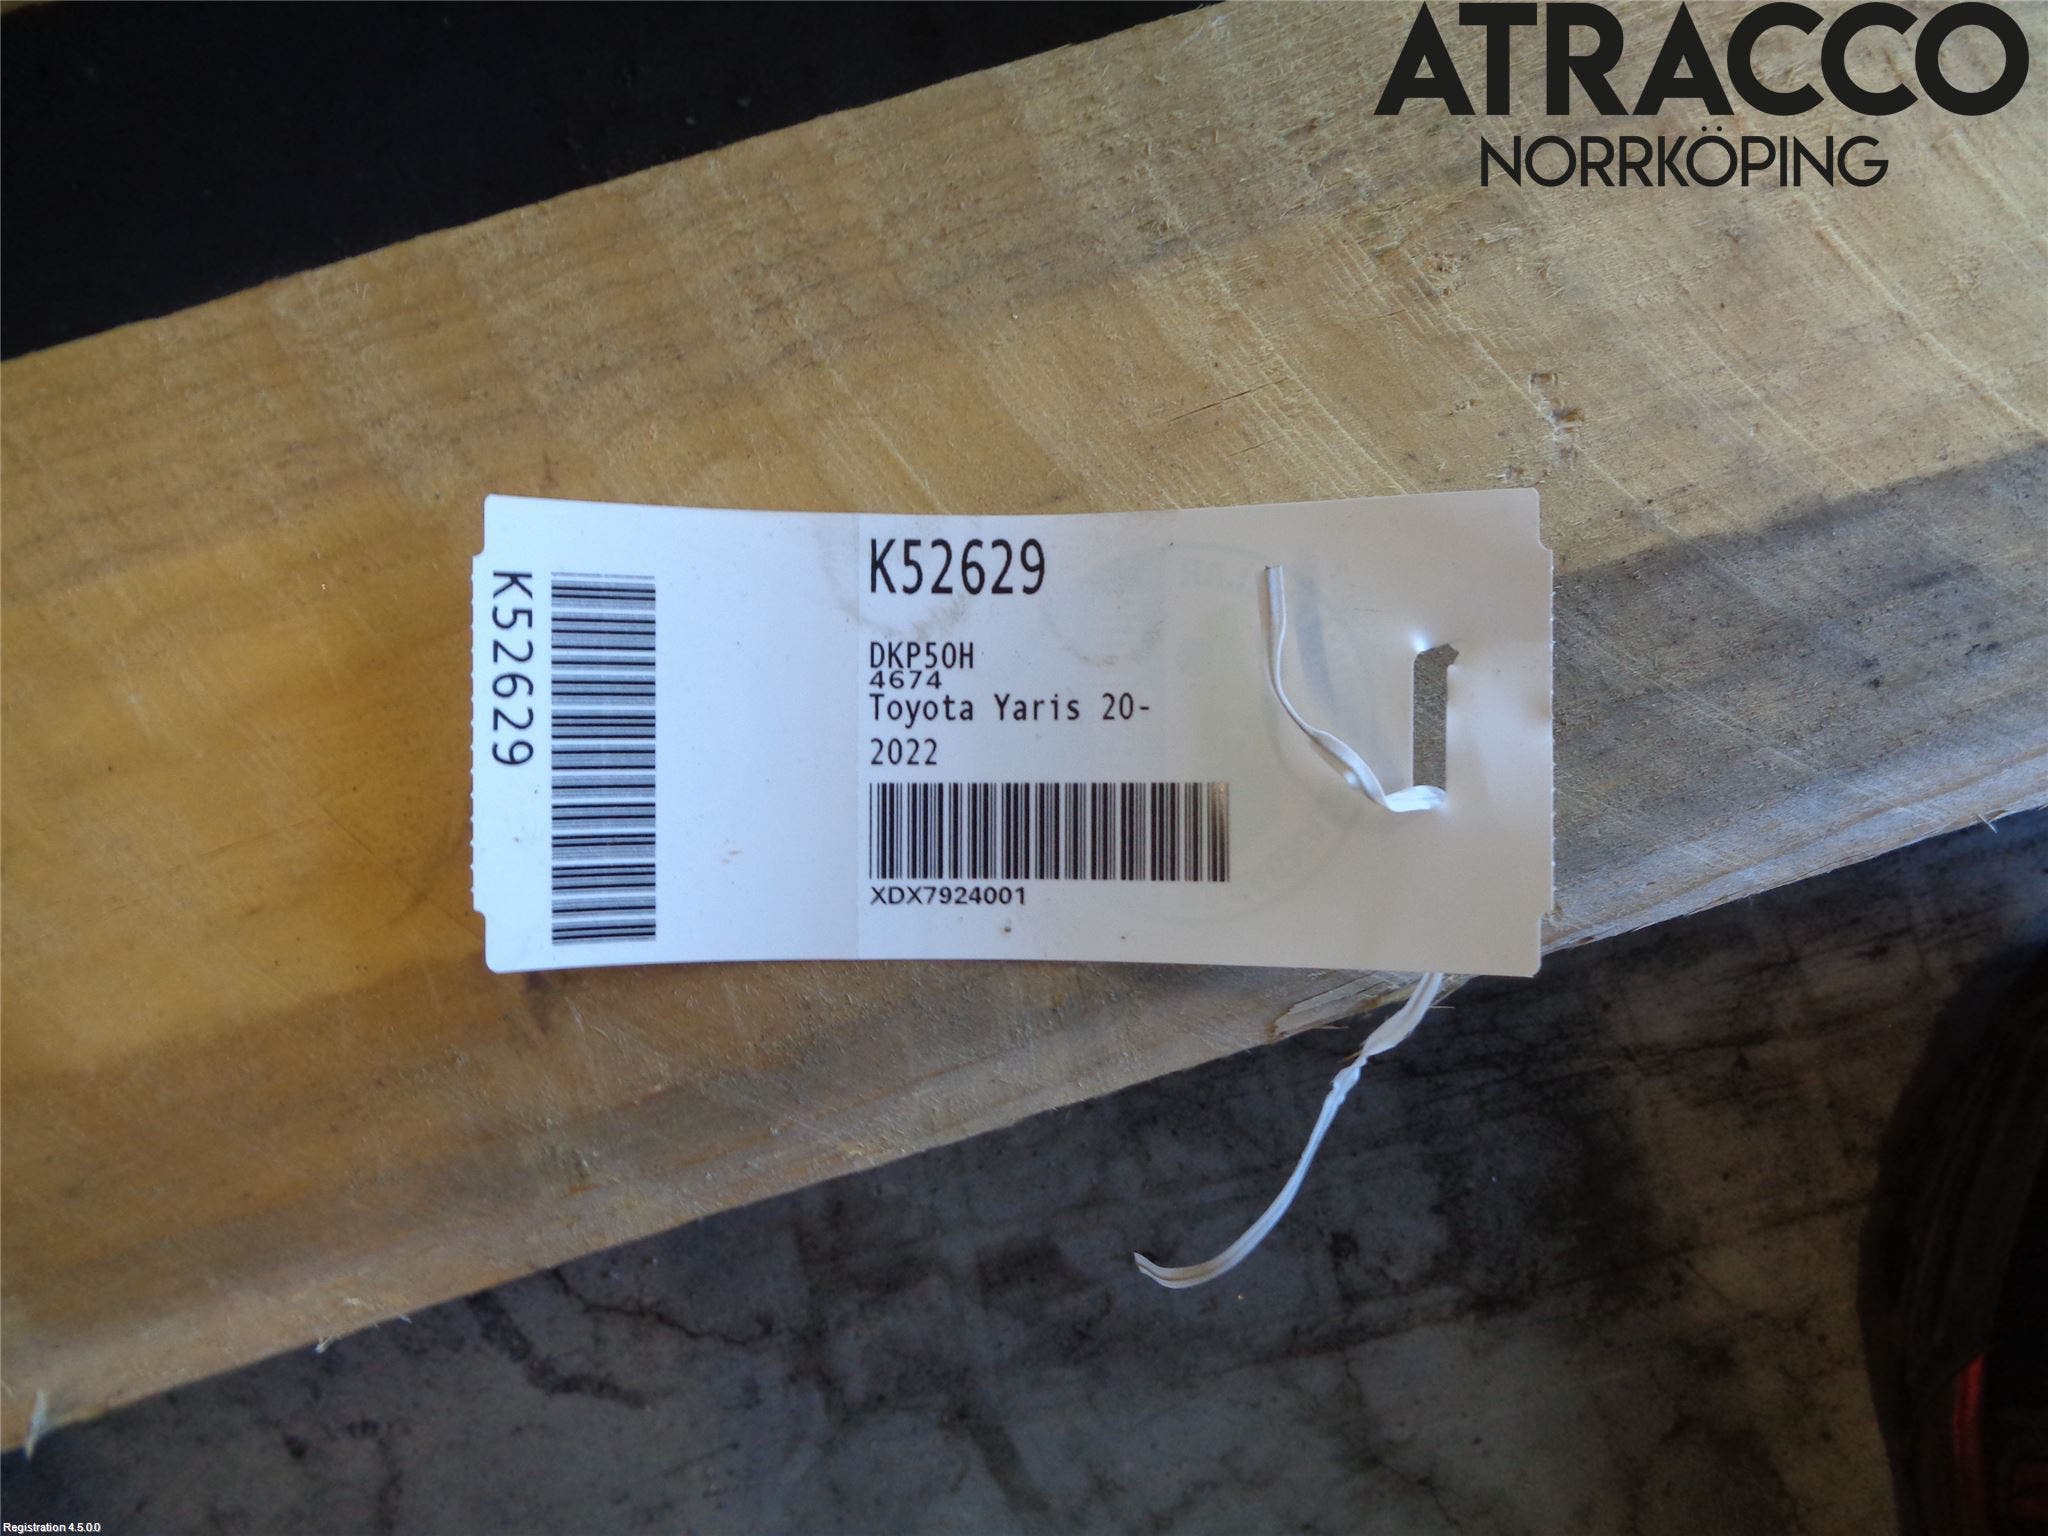 ATRACCO
NORRKÖPING
K52629
K52629
DKP50H
4674
Toyota Yaris 20-
2022
XDX7924001
Registration 4.5.0.0